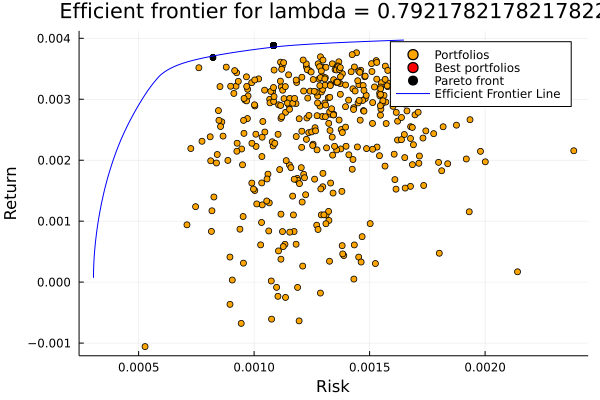 Efficient frontier for lambda = 0.7921782178217822
0.004
0.003
0.002
0.001
0.000
−0.001
Return
Portfolios
Best portfolios
Pareto front
Efficient Frontier Line
0.0005
0.0010
0.0015
0.0020
Risk